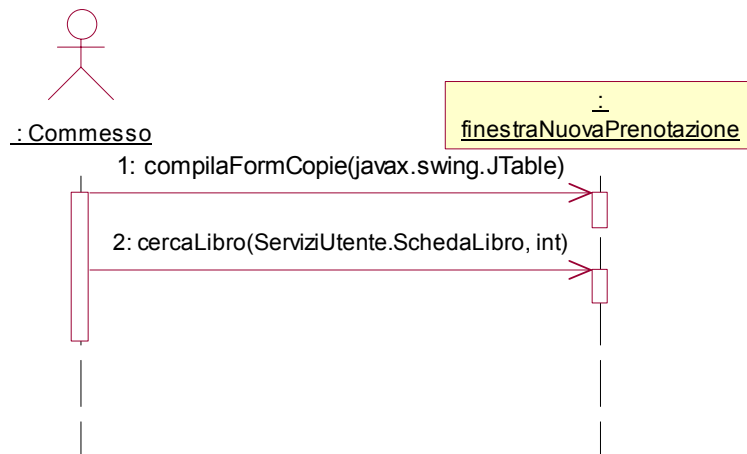 : Commesso
:
finestraNuovaPrenotazione
1: compilaFormCopie(javax.swing.JTable)
2: cercaLibro(ServiziUtente.SchedaLibro, int)